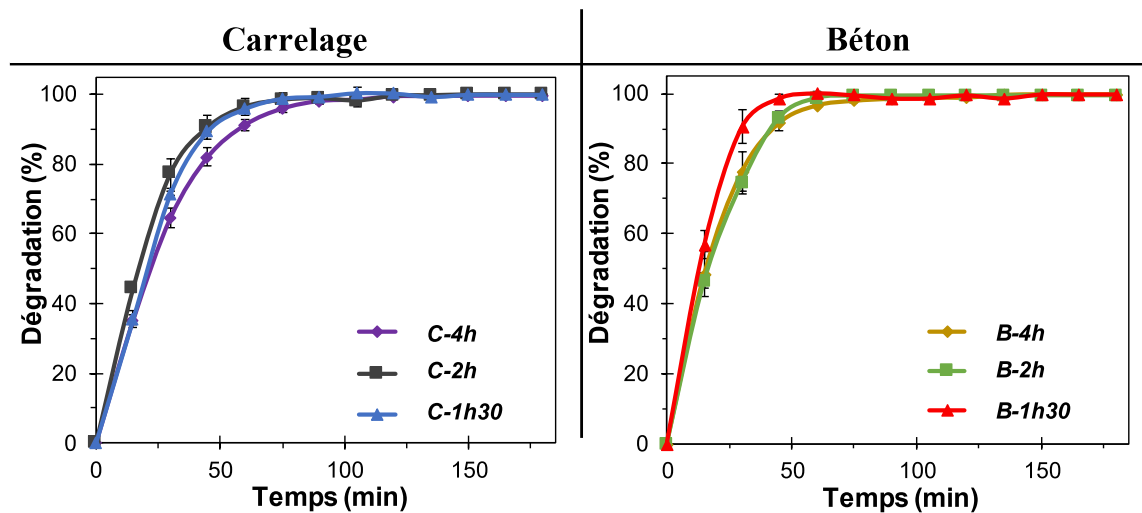 Carrelage
Béton
Dégradation (%)
100
80
60
40
20
0
C-4h
C-2h
C-1h30
0
50
100
150
Temps (min)
Dégradation (%)
100
80
60
40
20
0
B-4h
B-2h
B-1h30
0
50
100
150
Temps (min)